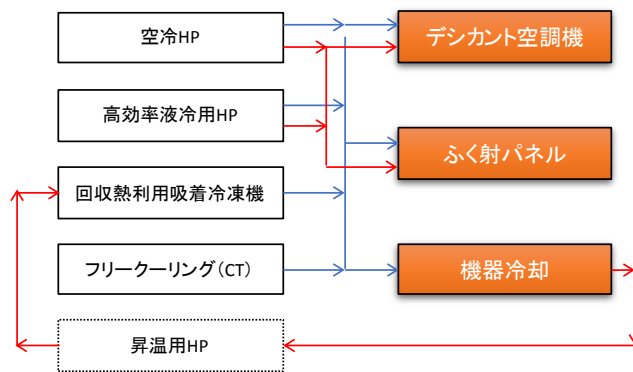 空冷HP
デシカント空調機
高効率液冷用HP
ふく射パネル
回収熱利用吸着冷凍機
フリークーリング(CT)
機器冷却
昇温用HP